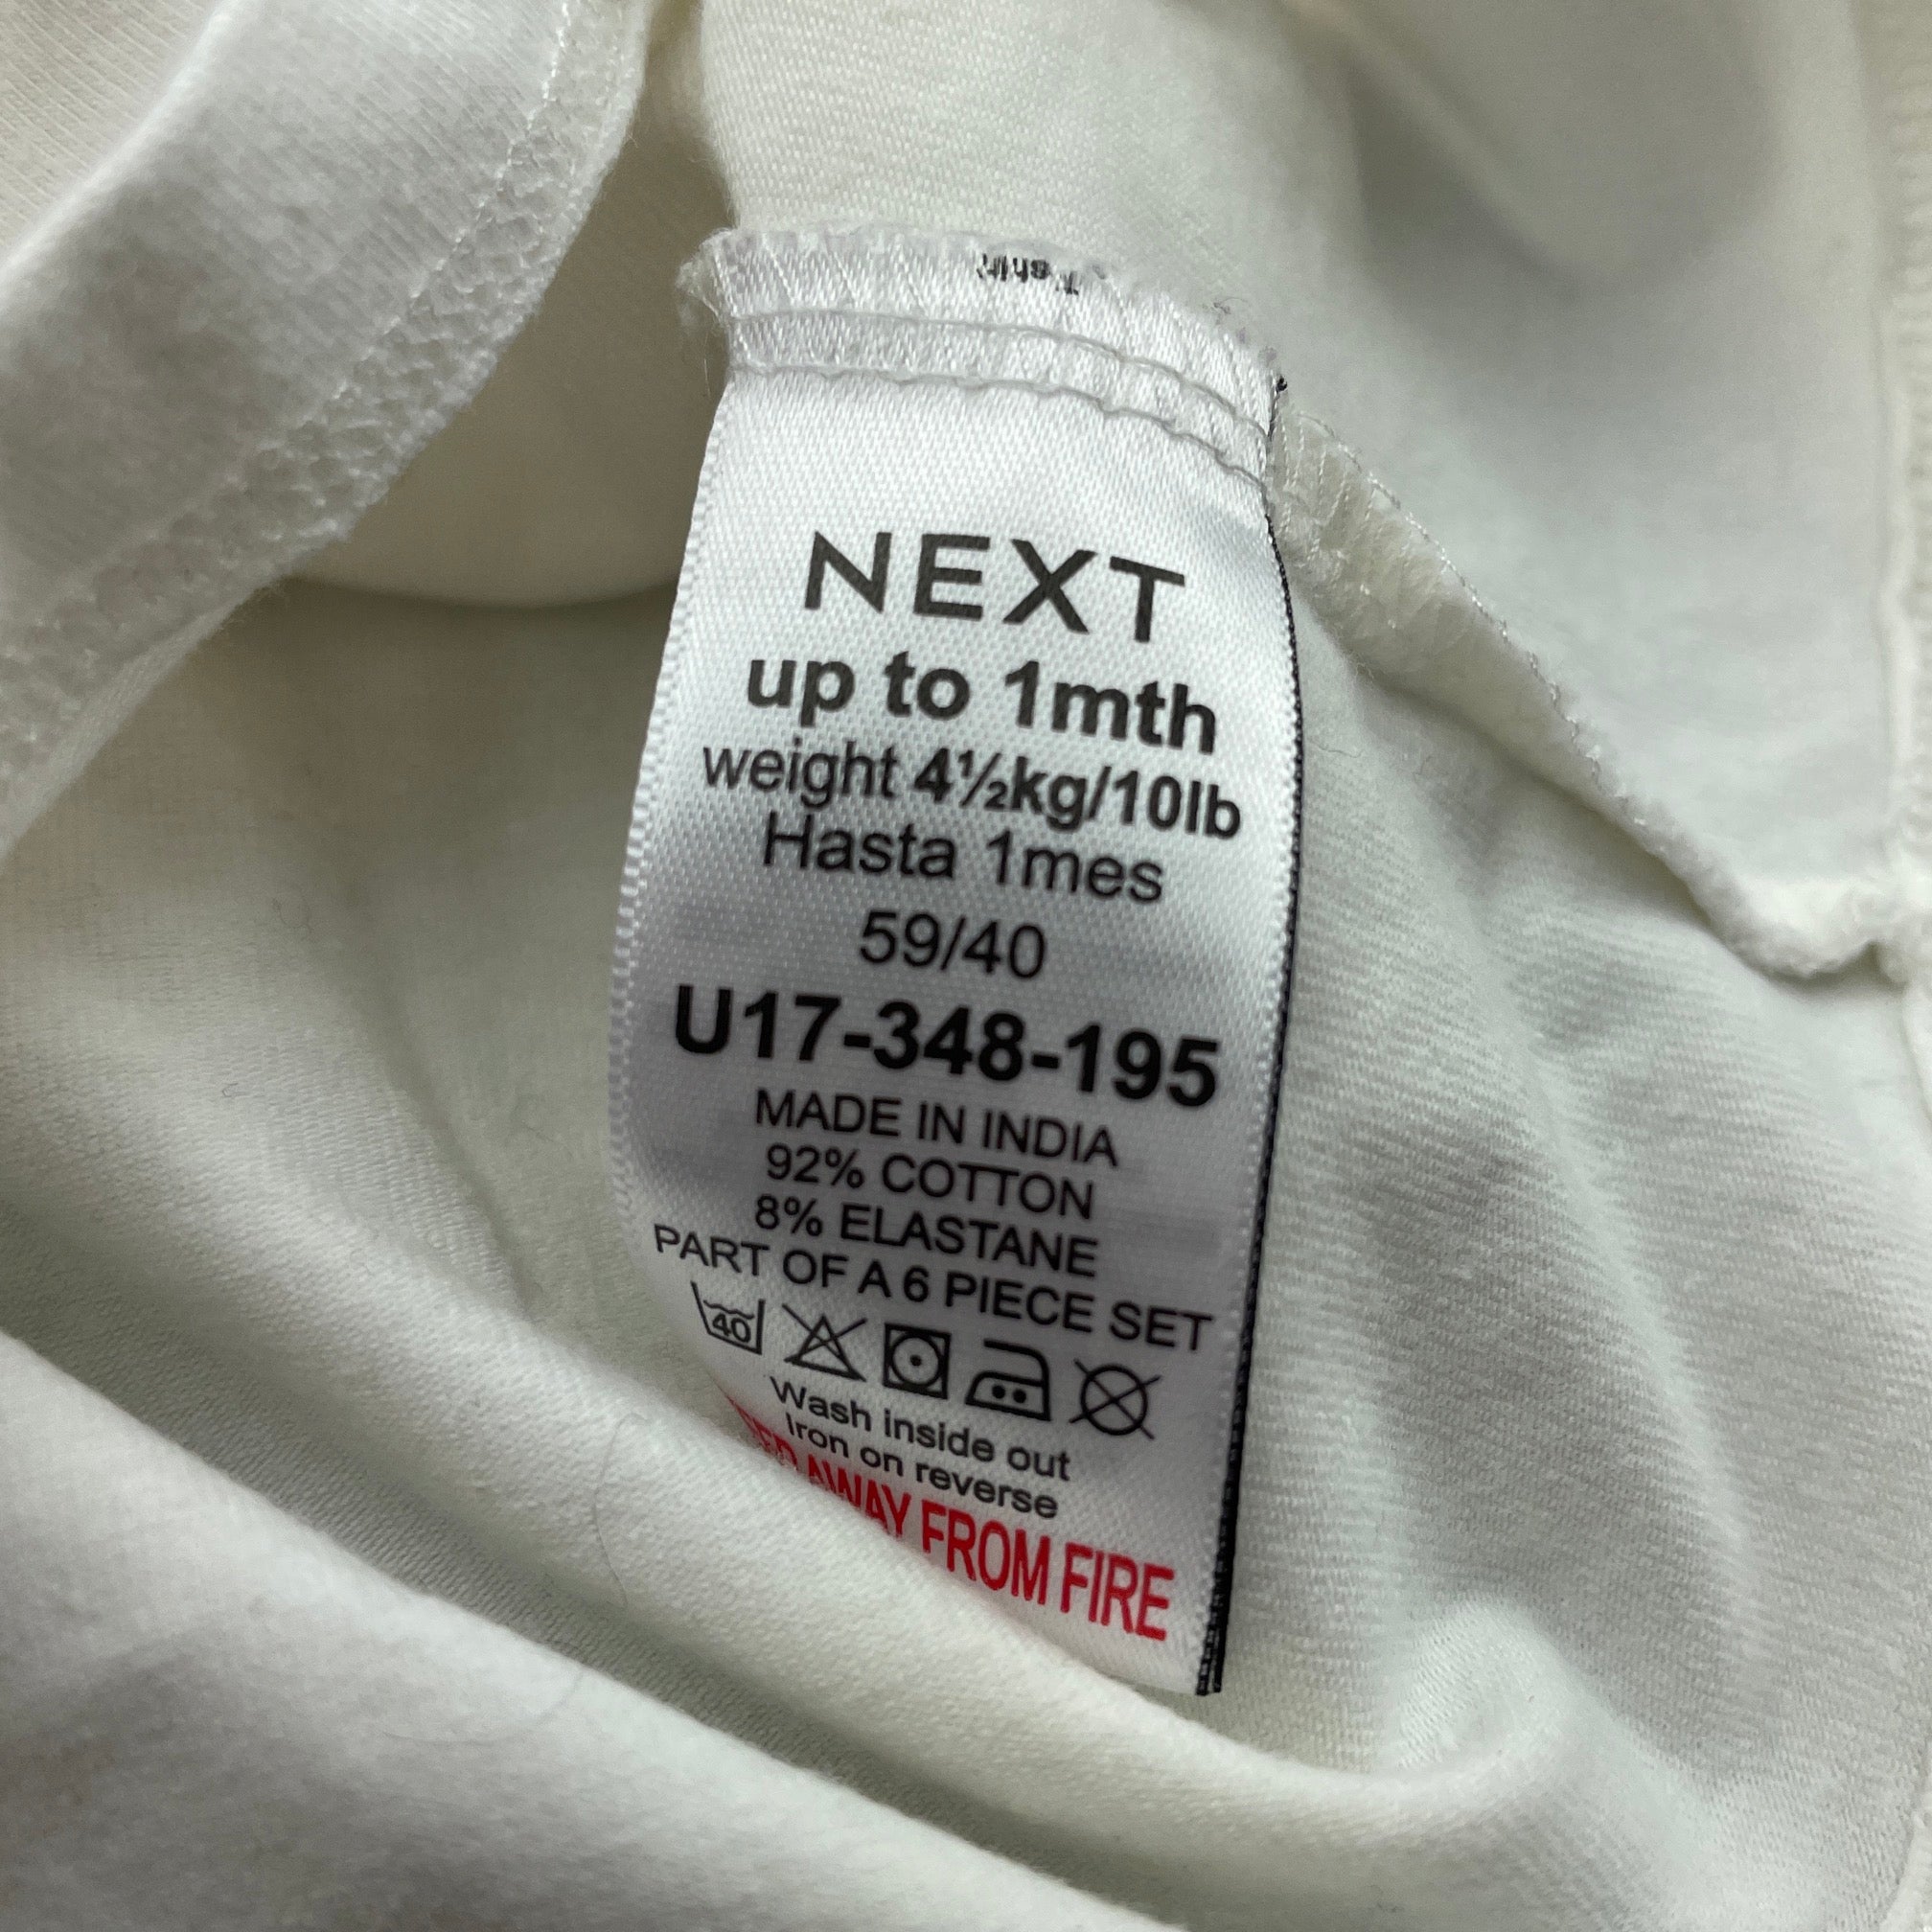 NEXT
up to 1mth
weight 4½kg/10lb
Hasta 1mes
59/40
U17-348-195
MADE IN INDIA
92% COTTON
8% ELASTANE
PART OF A 6 PIECE SET
40
Wash inside out
Iron on reverse
AWAY FROM FIRE